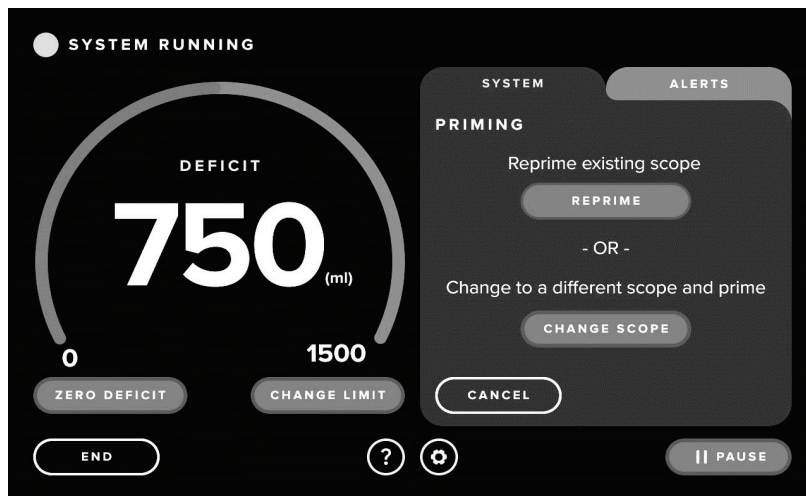 SYSTEM RUNNING
DEFICIT
750 (ml)
0
1500
ZERO DEFICIT
CHANGE LIMIT
END
?
SYSTEM
ALERTS
PRIMING
Reprime existing scope
REPRIME
- OR -
Change to a different scope and prime
CHANGE SCOPE
CANCEL
PAUSE